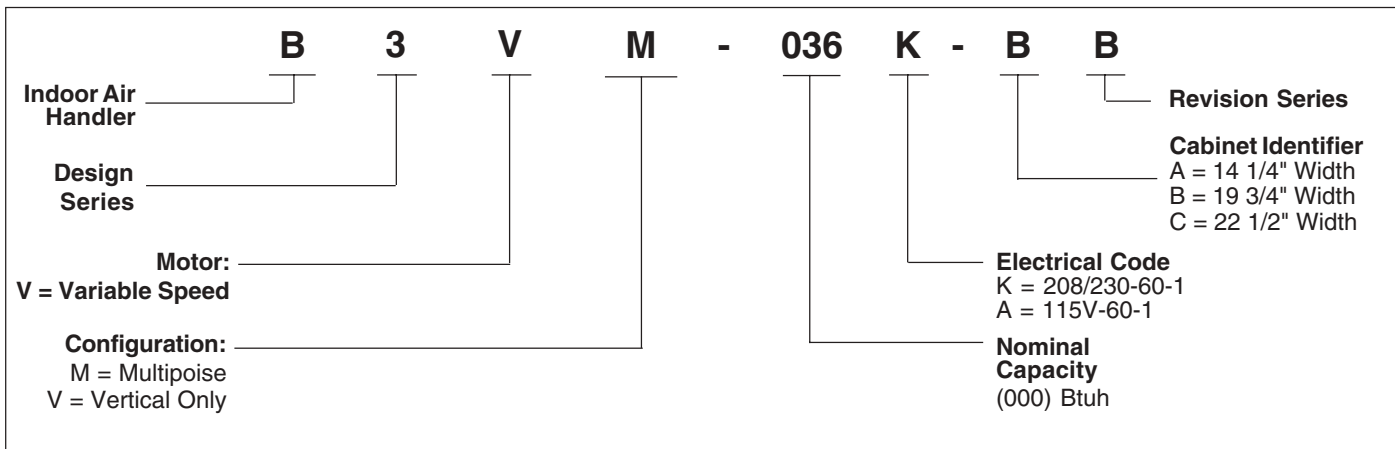 B 3 V M - 036 K - B B
Indoor Air
Handler
Design
Series
Motor:
V = Variable Speed
Configuration:
M = Multipoise
V = Vertical Only
Revision Series
Cabinet Identifier
A = 14 1/4" Width
B = 19 3/4" Width
C = 22 1/2" Width
Electrical Code
K = 208/230-60-1
A = 115V-60-1
Nominal
Capacity
(000) Btuh